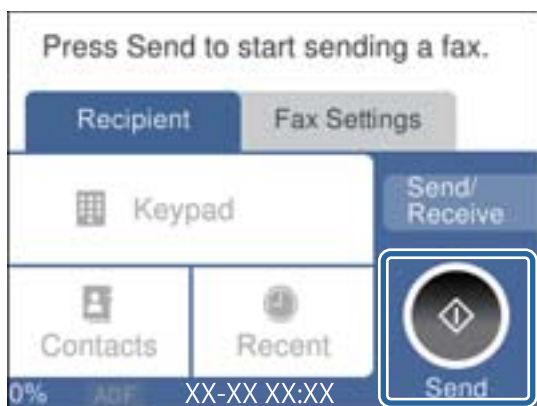 Press Send to start sending a fax.
Recipient
Fax Settings
Keypad
Send/
Receive
Contacts
Recent
Send
0%
ADF
XX-XX XX:XX